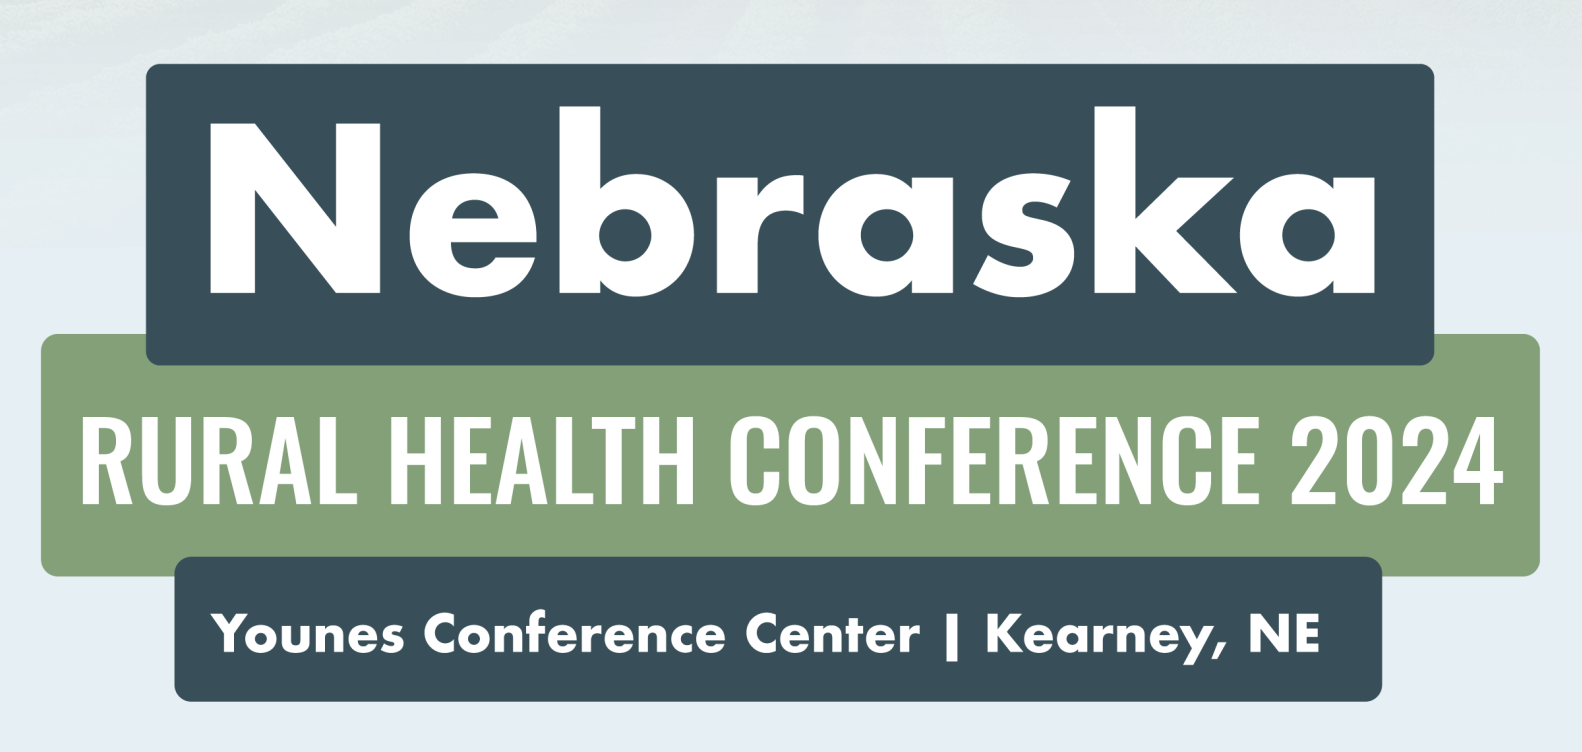 Nebraska
RURAL HEALTH CONFERENCE 2024
Younes Conference Center | Kearney, NE